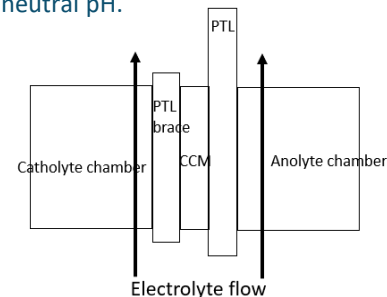 neutral pH.
PTL
PTL
brace
Catholyte chamber
CCM
Anolyte chamber
Electrolyte flow